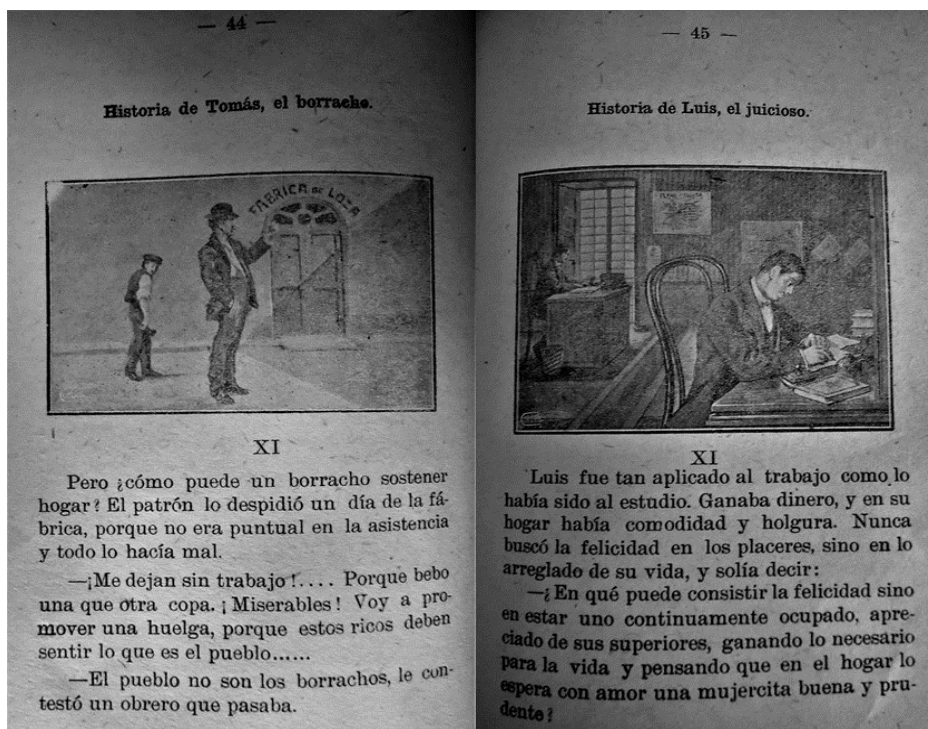 — 44 —
Historia de Tomás, el borracho.
FABRICA DE LOZA
XI
Pero ¿cómo puede un borracho sostener
hogar? El patrón lo despidió un día de la fá-
brica, porque no era puntual en la asistencia
y todo lo hacía mal.
—¡Me dejan sin trabajo!.... Porque bebo
una que otra copa. ¡Miserables! Voy a pro-
mover una huelga, porque estos ricos deben
sentir lo que es el pueblo......
—El pueblo no son los borrachos, le con-
testó un obrero que pasaba.
— 45 —
Historia de Luis, el juicioso.
XI
Luis fue tan aplicado al trabajo como lo
había sido al estudio. Ganaba dinero, y en su
hogar había comodidad y holgura. Nunca
buscó la felicidad en los placeres, sino en lo
arreglado de su vida, y solía decir:
—¿En qué puede consistir la felicidad sino
en estar uno continuamente ocupado, apre-
ciado de sus superiores, ganando lo necesario
para la vida y pensando que en el hogar lo
espera con amor una mujercita buena y pru-
dente?